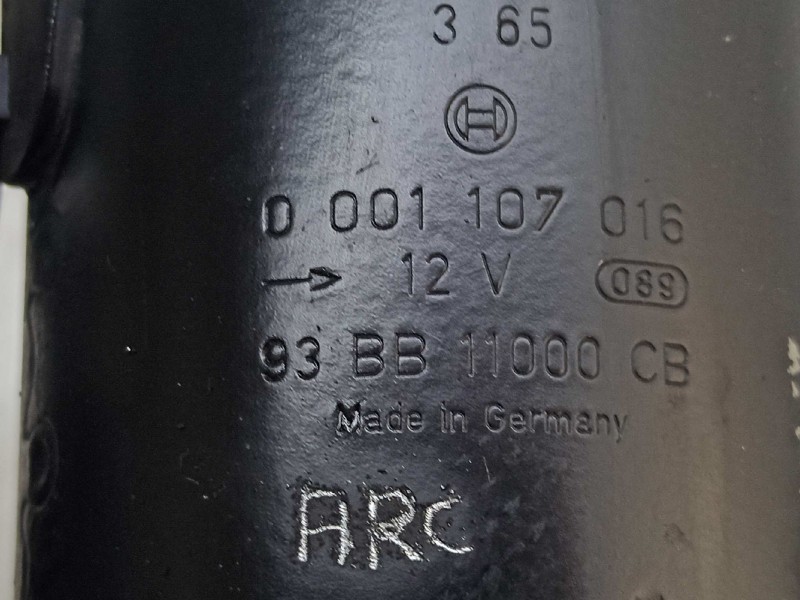 3 65
0 001 107 016
→ 12 V 089
93 BB 11000 CB
Made in Germany
ARC